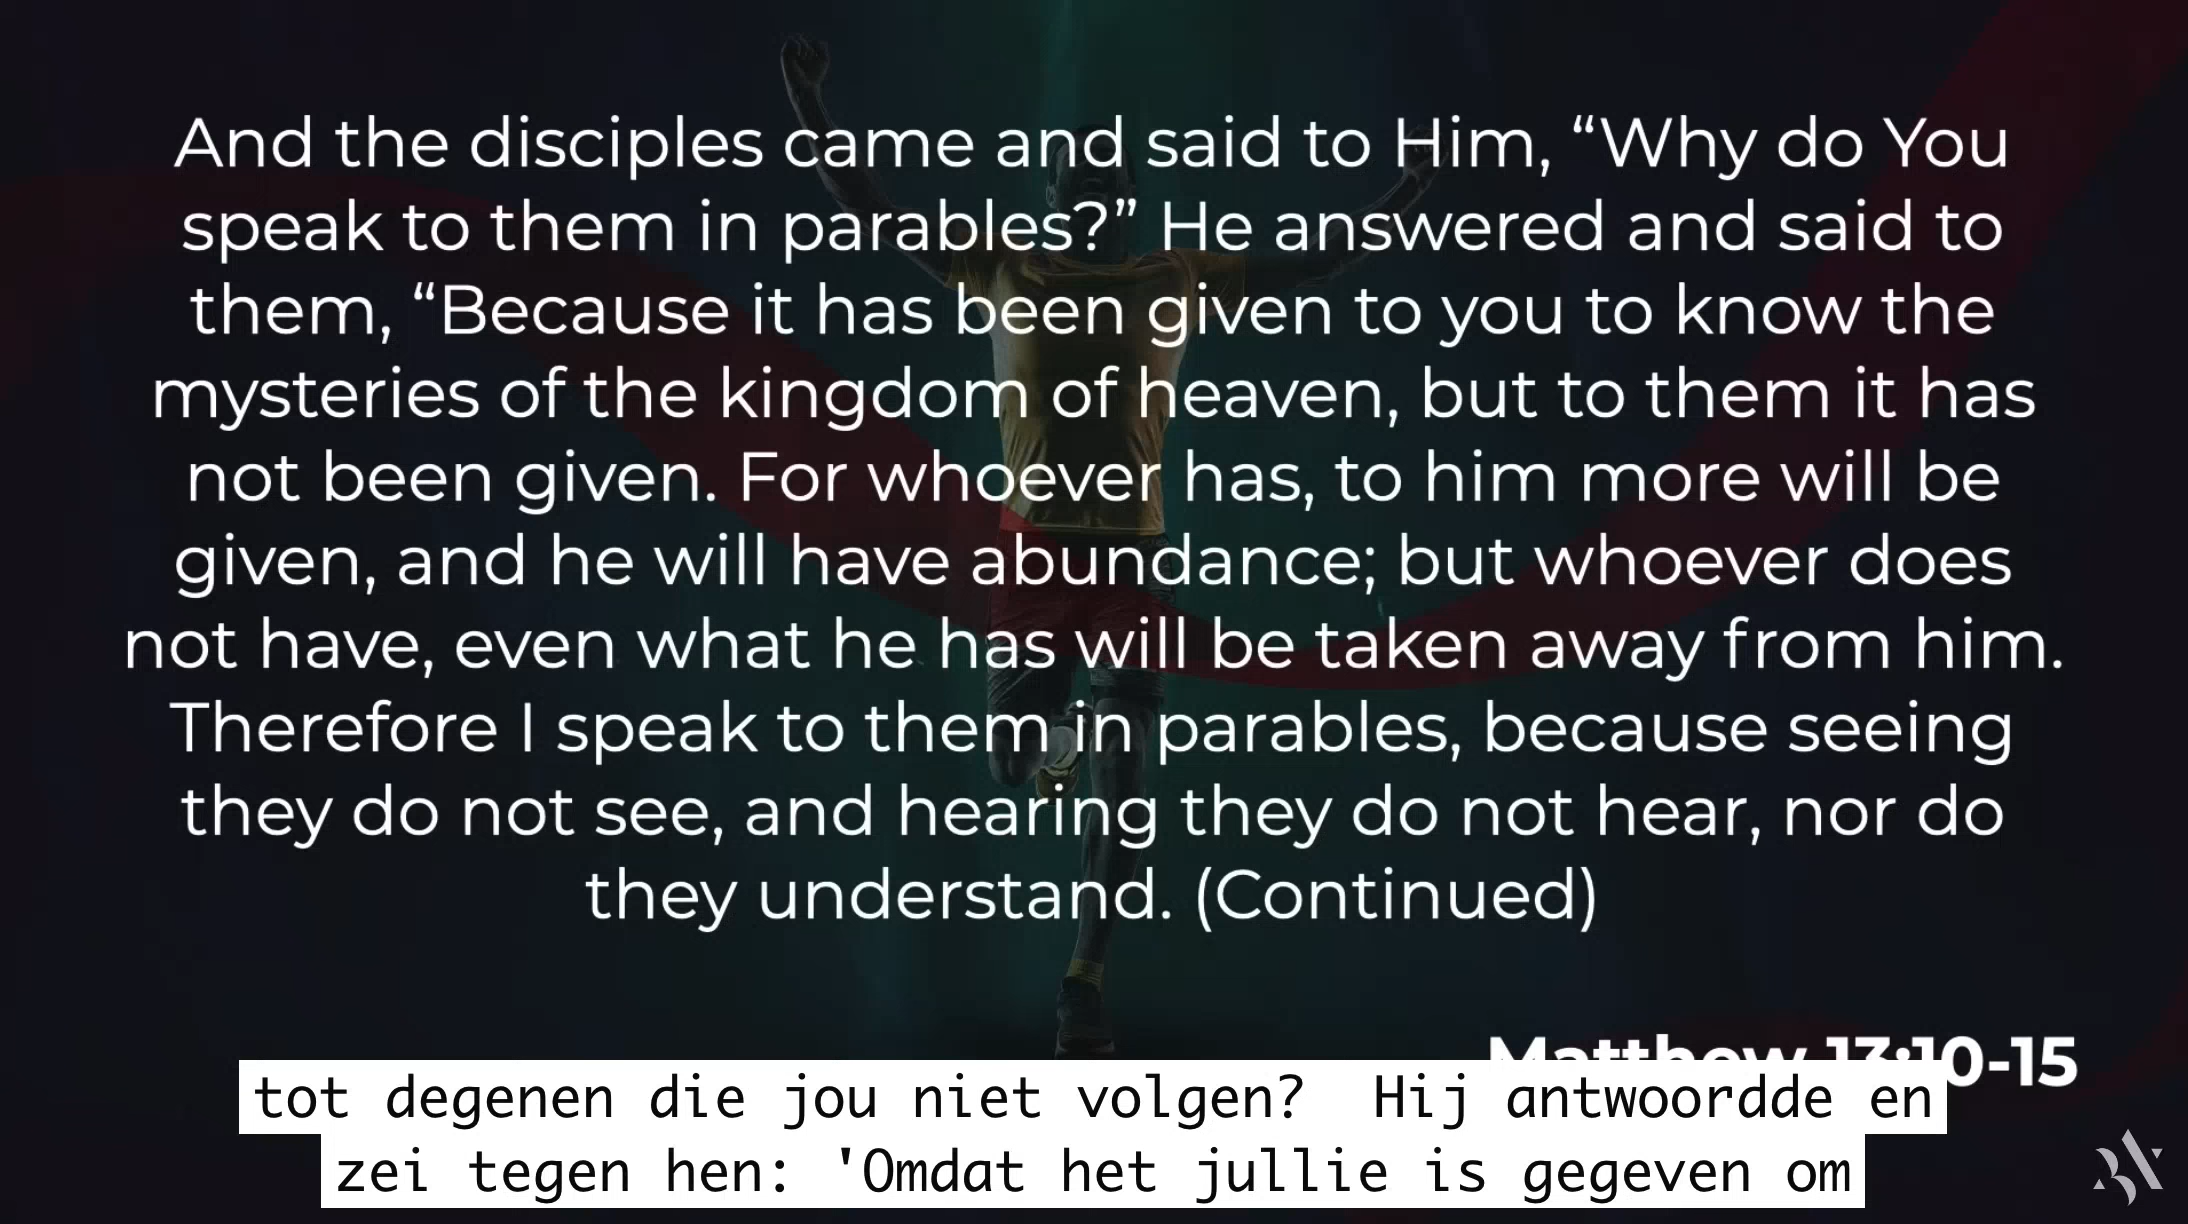 And the disciples came and said to Him, “Why do You
speak to them in parables?” He answered and said to
them, “Because it has been given to you to know the
mysteries of the kingdom of heaven, but to them it has
not been given. For whoever has, to him more will be
given, and he will have abundance; but whoever does
not have, even what he has will be taken away from him.
Therefore I speak to them in parables, because seeing
they do not see, and hearing they do not hear, nor do
they understand. (Continued)
Matthew 13:10-15
tot degenen die jou niet volgen?  Hij antwoordde en
zei tegen hen: 'Omdat het jullie is gegeven om